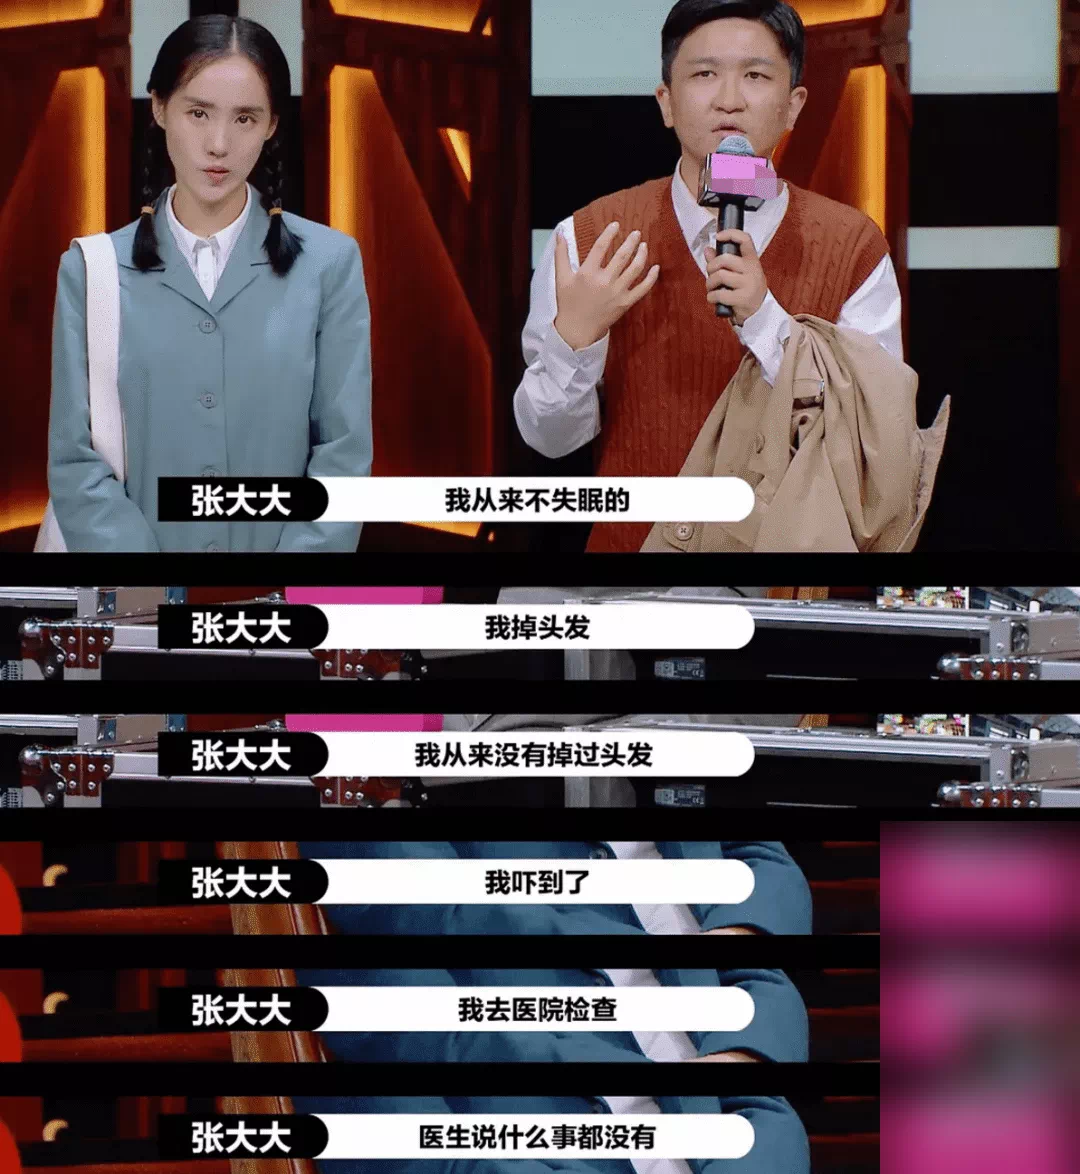 张大大 我从来不失眠的
张大大 我掉头发
张大大 我从来没有掉过头发
张大大 我吓到了
张大大 我去医院检查
张大大 医生说什么事都没有